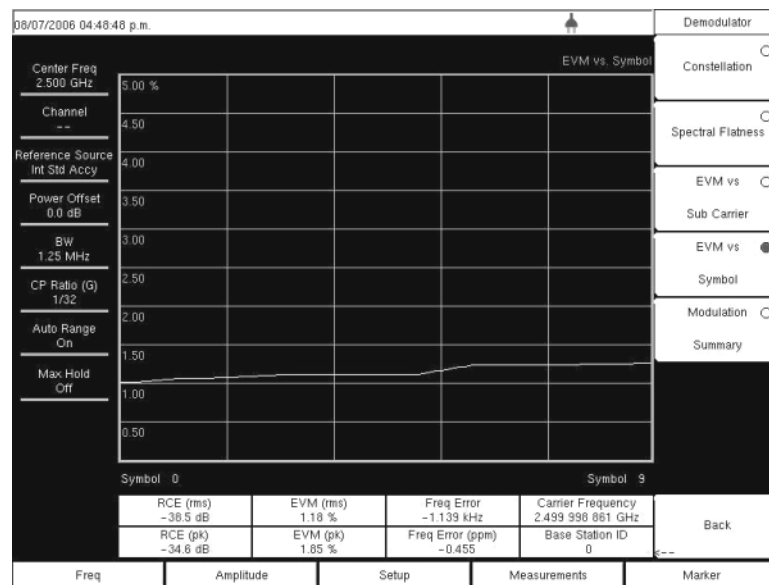 08/07/2006 04:48:48 p.m.
Demodulator
EVM vs. Symbol
Center Freq
2.500 GHz
Channel
--
Reference Source
Int Std Accy
Power Offset
0.0 dB
BW
1.25 MHz
CP Ratio (G)
1/32
Auto Range
On
Max Hold
Off
5.00 %
4.50
4.00
3.50
3.00
2.50
2.00
1.50
1.00
0.50
Symbol 0
Symbol 9
Constellation
Spectral Flatness
EVM vs
Sub Carrier
EVM vs
Symbol
Modulation
Summary
Back
<--
RCE (rms)
-38.5 dB
EVM (rms)
1.18 %
Freq Error
-1.139 kHz
Carrier Frequency
2.499 998 861 GHz
RCE (pk)
-34.6 dB
EVM (pk)
1.85 %
Freq Error (ppm)
-0.455
Base Station ID
0
Freq
Amplitude
Setup
Measurements
Marker